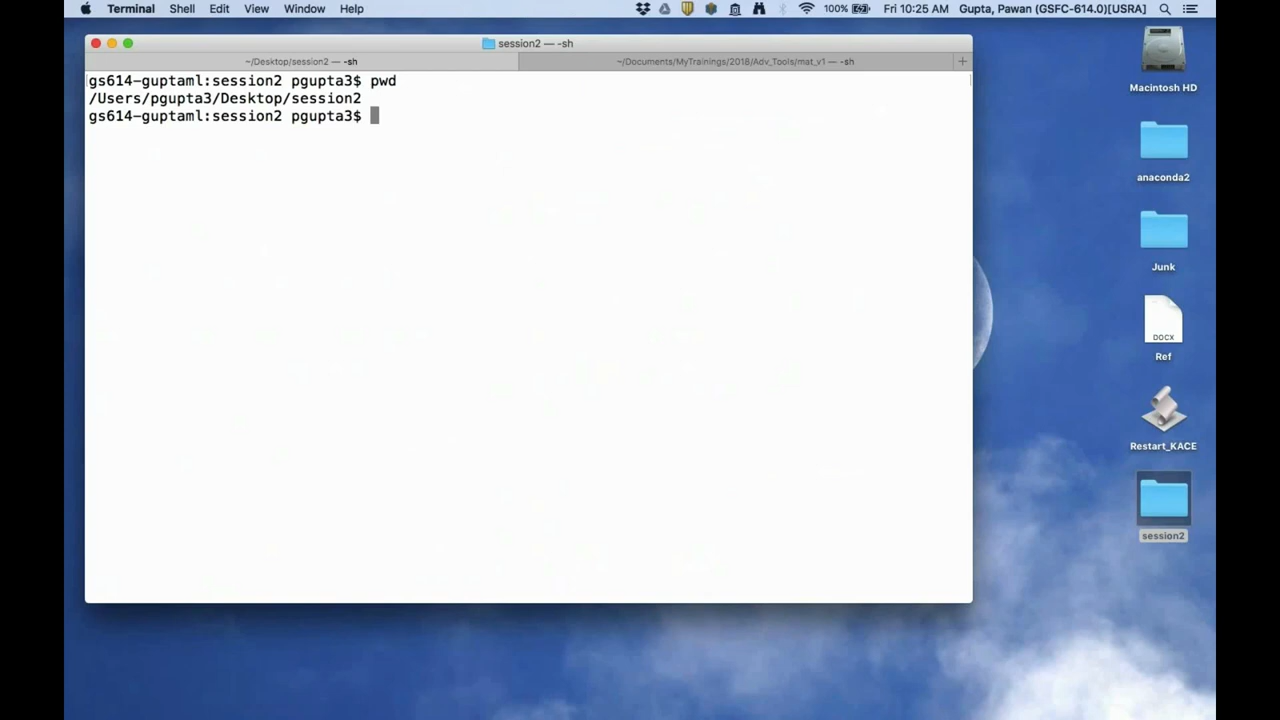 Terminal Shell Edit View Window Help 100% Fri 10:25 AM Gupta, Pawan (GSFC-614.0)[USRA]
session2 — -sh
~/Desktop/session2 — -sh ~/Documents/MyTrainings/2018/Adv_Tools/mat_v1 — -sh +
gs614-guptaml:session2 pgupta3$ pwd
/Users/pgupta3/Desktop/session2
gs614-guptaml:session2 pgupta3$
Macintosh HD
anaconda2
Junk
DOCX
Ref
Restart_KACE
session2